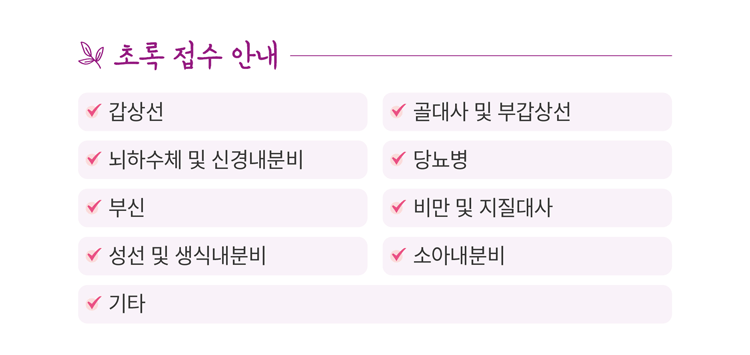 초록 접수 안내
갑상선
골대사 및 부갑상선
뇌하수체 및 신경내분비
당뇨병
부신
비만 및 지질대사
성선 및 생식내분비
소아내분비
기타